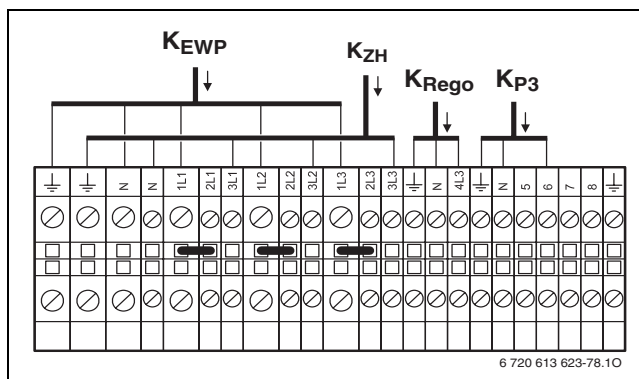 KEWP
KZH
KRego
KP3
⏚ ⏚ N N 1L1 2L1 3L1 1L2 2L2 3L2 1L3 2L3 3L3 ⏚ N 4L3 ⏚ N 5 6 7 8 ⏚
6 720 613 623-78.1O